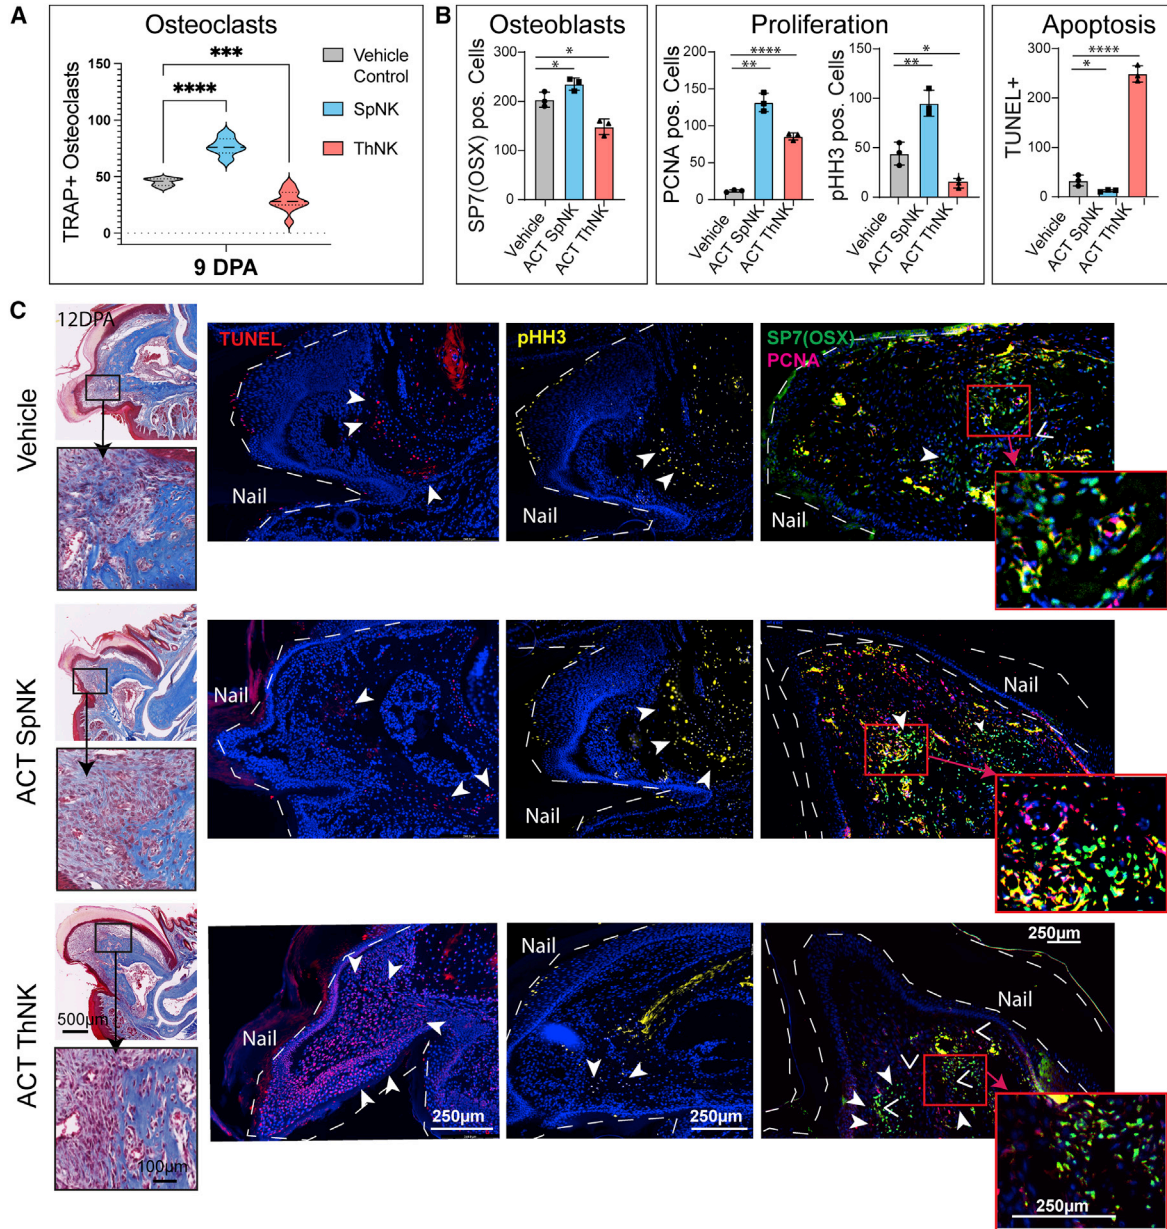 A
Osteoclasts
TRAP+ Osteoclasts
150
100
50
0
****
***
9 DPA
Vehicle
Control
SpNK
ThNK
B
Osteoblasts
SP7(OSX) pos. Cells
300
200
100
0
*
*
Vehicle
ACT SpNK
ACT ThNK
Proliferation
PCNA pos. Cells
200
150
100
50
0
****
**
Vehicle
ACT SpNK
ACT ThNK
pHH3 pos. Cells
150
100
50
0
*
**
Vehicle
ACT SpNK
ACT ThNK
Apoptosis
TUNEL+
300
200
100
0
****
*
Vehicle
ACT SpNK
ACT ThNK
C
Vehicle
12DPA
TUNEL
Nail
pHH3
Nail
SP7(OSX)
PCNA
Nail
ACT SpNK
Nail
Nail
Nail
ACT ThNK
500µm
100µm
Nail
250µm
Nail
250µm
250µm
Nail
250µm